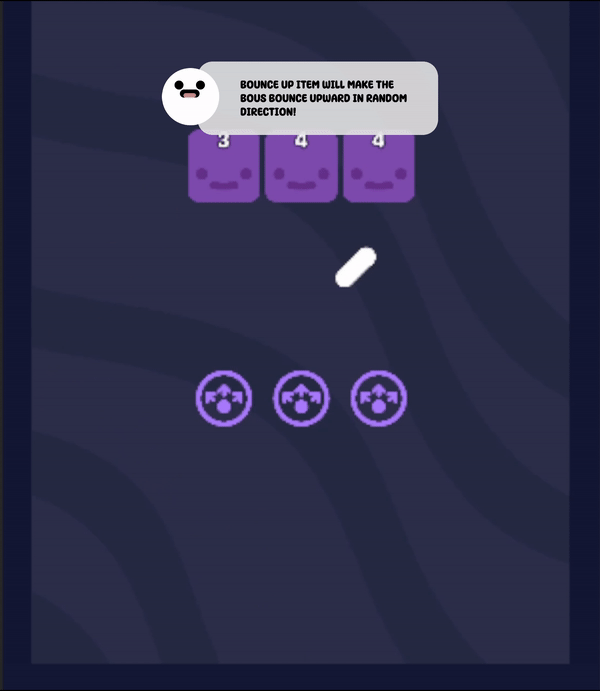 BOUNCE UP ITEM WILL MAKE THE
BOUS BOUNCE UPWARD IN RANDOM
DIRECTION!
3 4 4